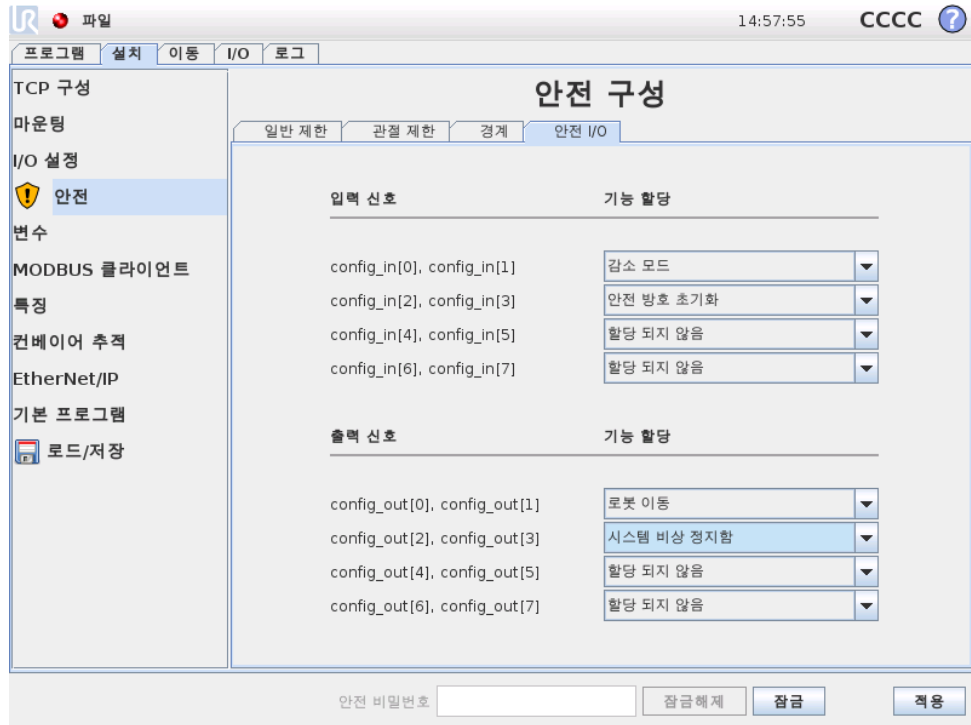 UR 파일 14:57:55 CCCC ?
프로그램 설치 이동 I/O 로그
TCP 구성
마운팅
I/O 설정
안전
변수
MODBUS 클라이언트
특징
컨베이어 추적
EtherNet/IP
기본 프로그램
로드/저장
안전 구성
일반 제한 관절 제한 경계 안전 I/O
입력 신호 기능 할당
config_in[0], config_in[1] 감소 모드
config_in[2], config_in[3] 안전 방호 초기화
config_in[4], config_in[5] 할당 되지 않음
config_in[6], config_in[7] 할당 되지 않음
출력 신호 기능 할당
config_out[0], config_out[1] 로봇 이동
config_out[2], config_out[3] 시스템 비상 정지함
config_out[4], config_out[5] 할당 되지 않음
config_out[6], config_out[7] 할당 되지 않음
안전 비밀번호 잠금해제 잠금 적용